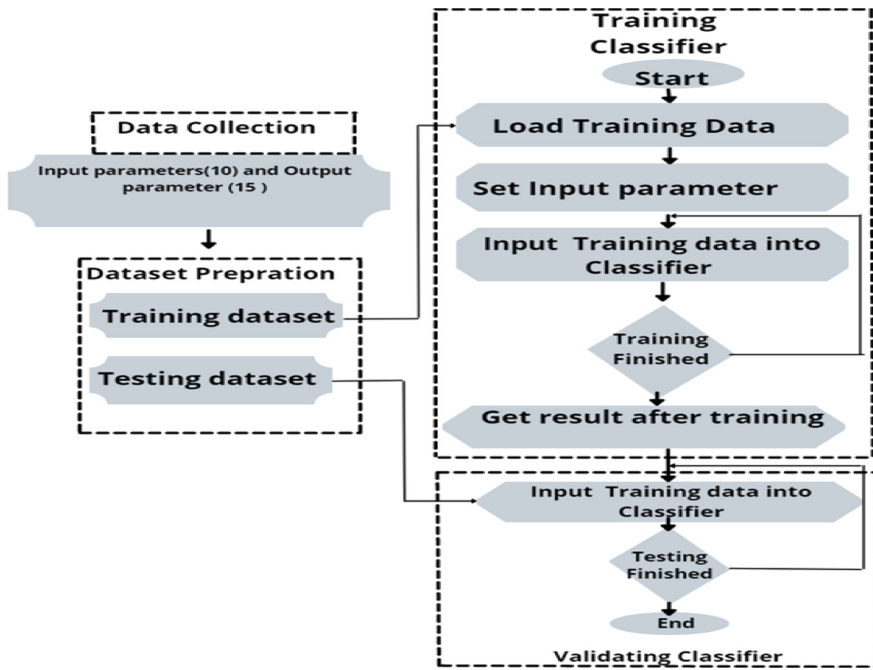 Data Collection
Input parameters(10) and Output
parameter (15 )
Dataset Prepration
Training dataset
Testing dataset
Training
Classifier
Start
Load Training Data
Set Input parameter
Input Training data into
Classifier
Training
Finished
Get result after training
Input Training data into
Classifier
Testing
Finished
End
Validating Classifier